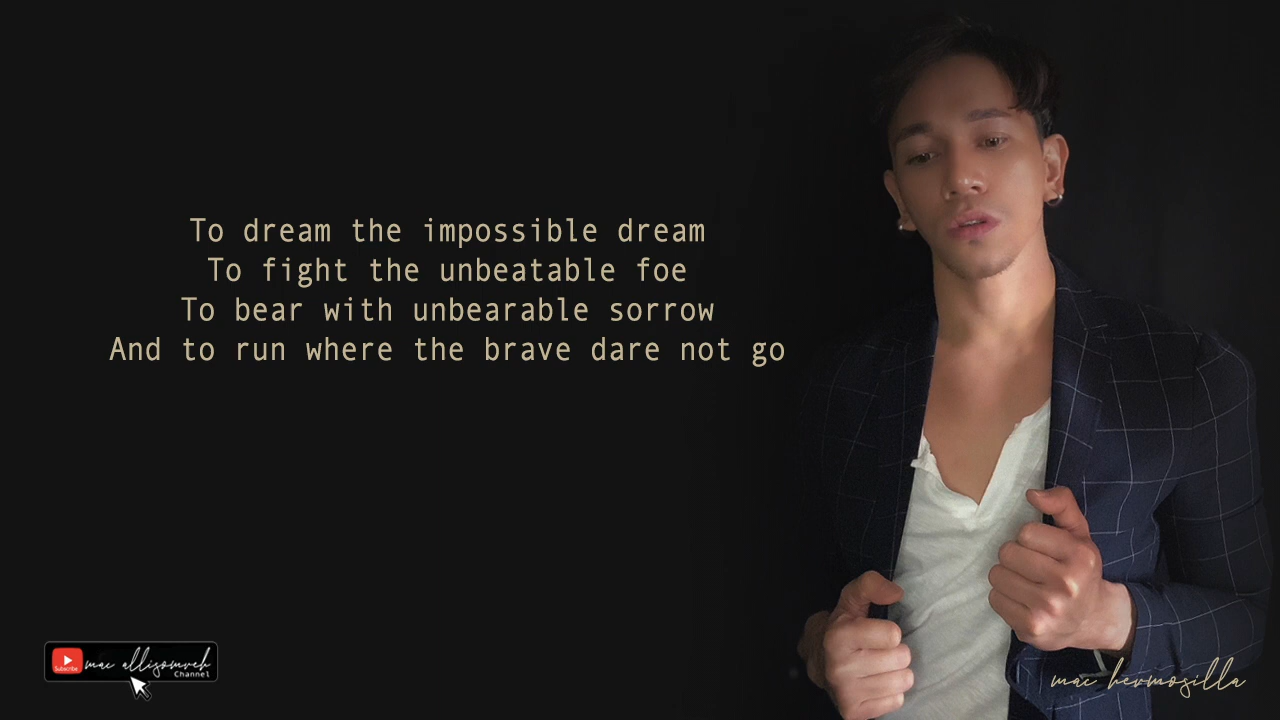 To dream the impossible dream
To fight the unbeatable foe
To bear with unbearable sorrow
And to run where the brave dare not go
Subscribe
mac
Channel
mac hermosilla